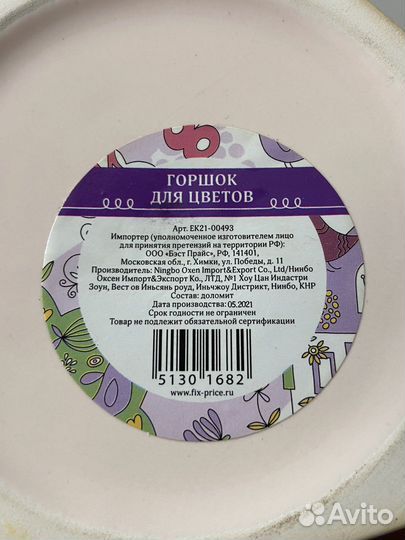 ГОРШОК
ДЛЯ ЦВЕТОВ
Арт. EK21-00493
Импортер (уполномоченное изготовителем лицо
для принятия претензий на территории РФ):
ООО «Бэст Прайс», РФ, 141401,
Московская обл., г. Химки, ул. Победы, д. 11
Производитель: Ningbo Oxen Import&Export Co., Ltd/Нинбо
Оксен Импорт&Экспорт Ко., ЛТД, №1 Хоу Цан Индастри
Зоун, Вест ов Иньсянь роуд, Иньчжоу Дистрикт, Нинбо, КНР
Состав: доломит
Дата производства: 05.2021
Срок годности не ограничен
Товар не подлежит обязательной сертификации
5130 1682
www.fix-price.ru
Avito